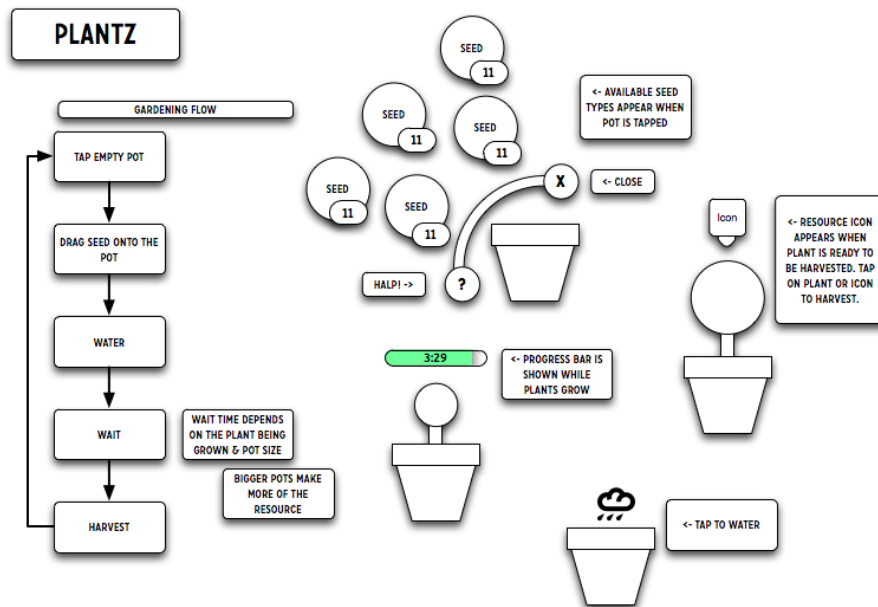 PLANTZ
GARDENING FLOW
TAP EMPTY POT
DRAG SEED ONTO THE
POT
WATER
WAIT
WAIT TIME DEPENDS
ON THE PLANT BEING
GROWN & POT SIZE
BIGGER POTS MAKE
MORE OF THE
RESOURCE
HARVEST
SEED
11
SEED
11
SEED
11
SEED
11
SEED
11
<- AVAILABLE SEED
TYPES APPEAR WHEN
POT IS TAPPED
X
<- CLOSE
HALP! ->
?
3:29
<- PROGRESS BAR IS
SHOWN WHILE
PLANTS GROW
Icon
<- RESOURCE ICON
APPEARS WHEN
PLANT IS READY TO
BE HARVESTED. TAP
ON PLANT OR ICON
TO HARVEST.
<- TAP TO WATER